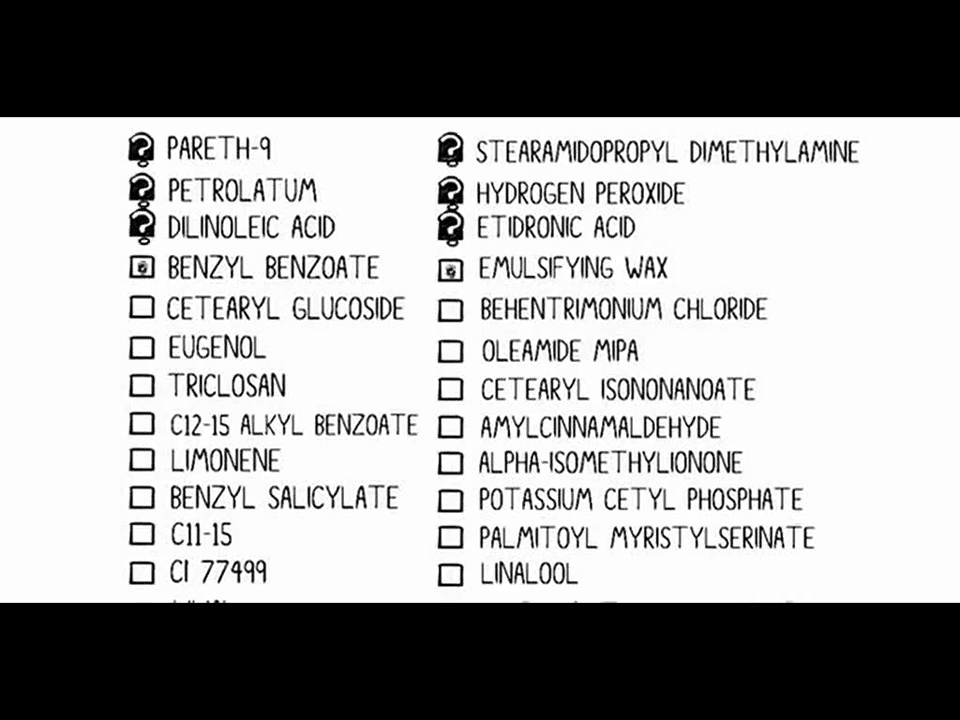 PARETH-9
PETROLATUM
DILINOLEIC ACID
BENZYL BENZOATE
CETEARYL GLUCOSIDE
EUGENOL
TRICLOSAN
C12-15 ALKYL BENZOATE
LIMONENE
BENZYL SALICYLATE
C11-15
CI 77499
STEARAMIDOPROPYL DIMETHYLAMINE
HYDROGEN PEROXIDE
ETIDRONIC ACID
EMULSIFYING WAX
BEHENTRIMONIUM CHLORIDE
OLEAMIDE MIPA
CETEARYL ISONONANOATE
AMYLCINNAMALDEHYDE
ALPHA-ISOMETHYLIONONE
POTASSIUM CETYL PHOSPHATE
PALMITOYL MYRISTYLSERINATE
LINALOOL